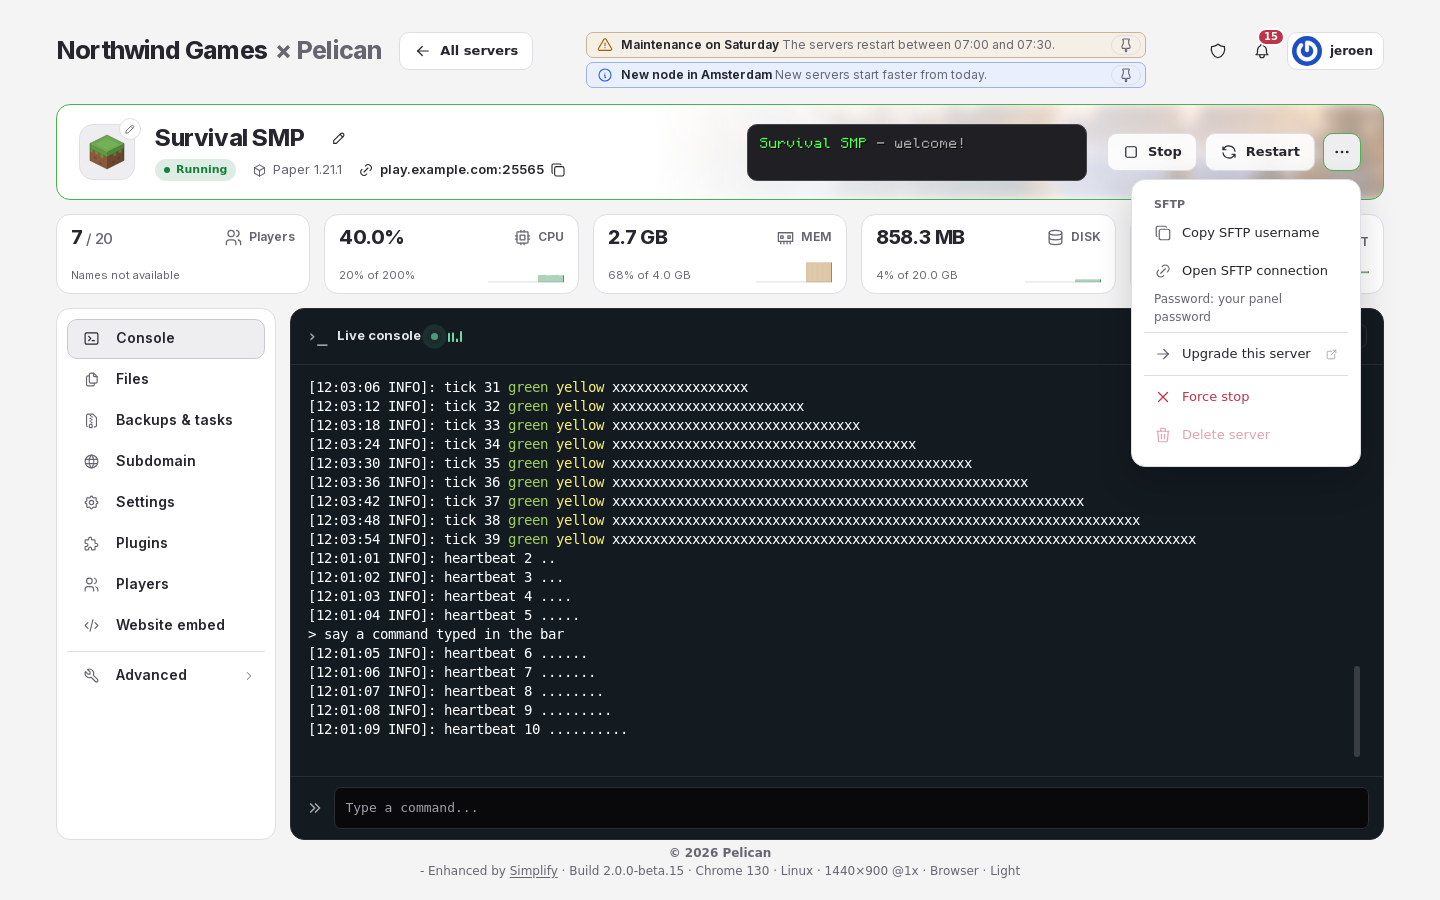 Northwind Games × Pelican
All servers
Maintenance on Saturday The servers restart between 07:00 and 07:30.
New node in Amsterdam New servers start faster from today.
15
jeroen
Survival SMP
Running
Paper 1.21.1
play.example.com:25565
Survival SMP - welcome!
Stop
Restart
7 / 20
Players
Names not available
40.0%
CPU
20% of 200%
2.7 GB
MEM
68% of 4.0 GB
858.3 MB
DISK
4% of 20.0 GB
T
SFTP
Copy SFTP username
Open SFTP connection
Password: your panel
password
Upgrade this server
Force stop
Delete server
Console
Files
Backups & tasks
Subdomain
Settings
Plugins
Players
Website embed
Advanced
Live console
[12:03:06 INFO]: tick 31 green yellow xxxxxxxxxxxxxxxxx
[12:03:12 INFO]: tick 32 green yellow xxxxxxxxxxxxxxxxxxxxxxxx
[12:03:18 INFO]: tick 33 green yellow xxxxxxxxxxxxxxxxxxxxxxxxxxxxxxx
[12:03:24 INFO]: tick 34 green yellow xxxxxxxxxxxxxxxxxxxxxxxxxxxxxxxxxxxxxx
[12:03:30 INFO]: tick 35 green yellow xxxxxxxxxxxxxxxxxxxxxxxxxxxxxxxxxxxxxxxxxxxxx
[12:03:36 INFO]: tick 36 green yellow xxxxxxxxxxxxxxxxxxxxxxxxxxxxxxxxxxxxxxxxxxxxxxxxxxxx
[12:03:42 INFO]: tick 37 green yellow xxxxxxxxxxxxxxxxxxxxxxxxxxxxxxxxxxxxxxxxxxxxxxxxxxxxxxxxxxx
[12:03:48 INFO]: tick 38 green yellow xxxxxxxxxxxxxxxxxxxxxxxxxxxxxxxxxxxxxxxxxxxxxxxxxxxxxxxxxxxxxxxxxx
[12:03:54 INFO]: tick 39 green yellow xxxxxxxxxxxxxxxxxxxxxxxxxxxxxxxxxxxxxxxxxxxxxxxxxxxxxxxxxxxxxxxxxxxxxxxxx
[12:01:01 INFO]: heartbeat 2 ..
[12:01:02 INFO]: heartbeat 3 ...
[12:01:03 INFO]: heartbeat 4 ....
[12:01:04 INFO]: heartbeat 5 .....
> say a command typed in the bar
[12:01:05 INFO]: heartbeat 6 ......
[12:01:06 INFO]: heartbeat 7 .......
[12:01:07 INFO]: heartbeat 8 ........
[12:01:08 INFO]: heartbeat 9 .........
[12:01:09 INFO]: heartbeat 10 ..........
Type a command...
© 2026 Pelican
- Enhanced by Simplify · Build 2.0.0-beta.15 · Chrome 130 · Linux · 1440×900 @1x · Browser · Light